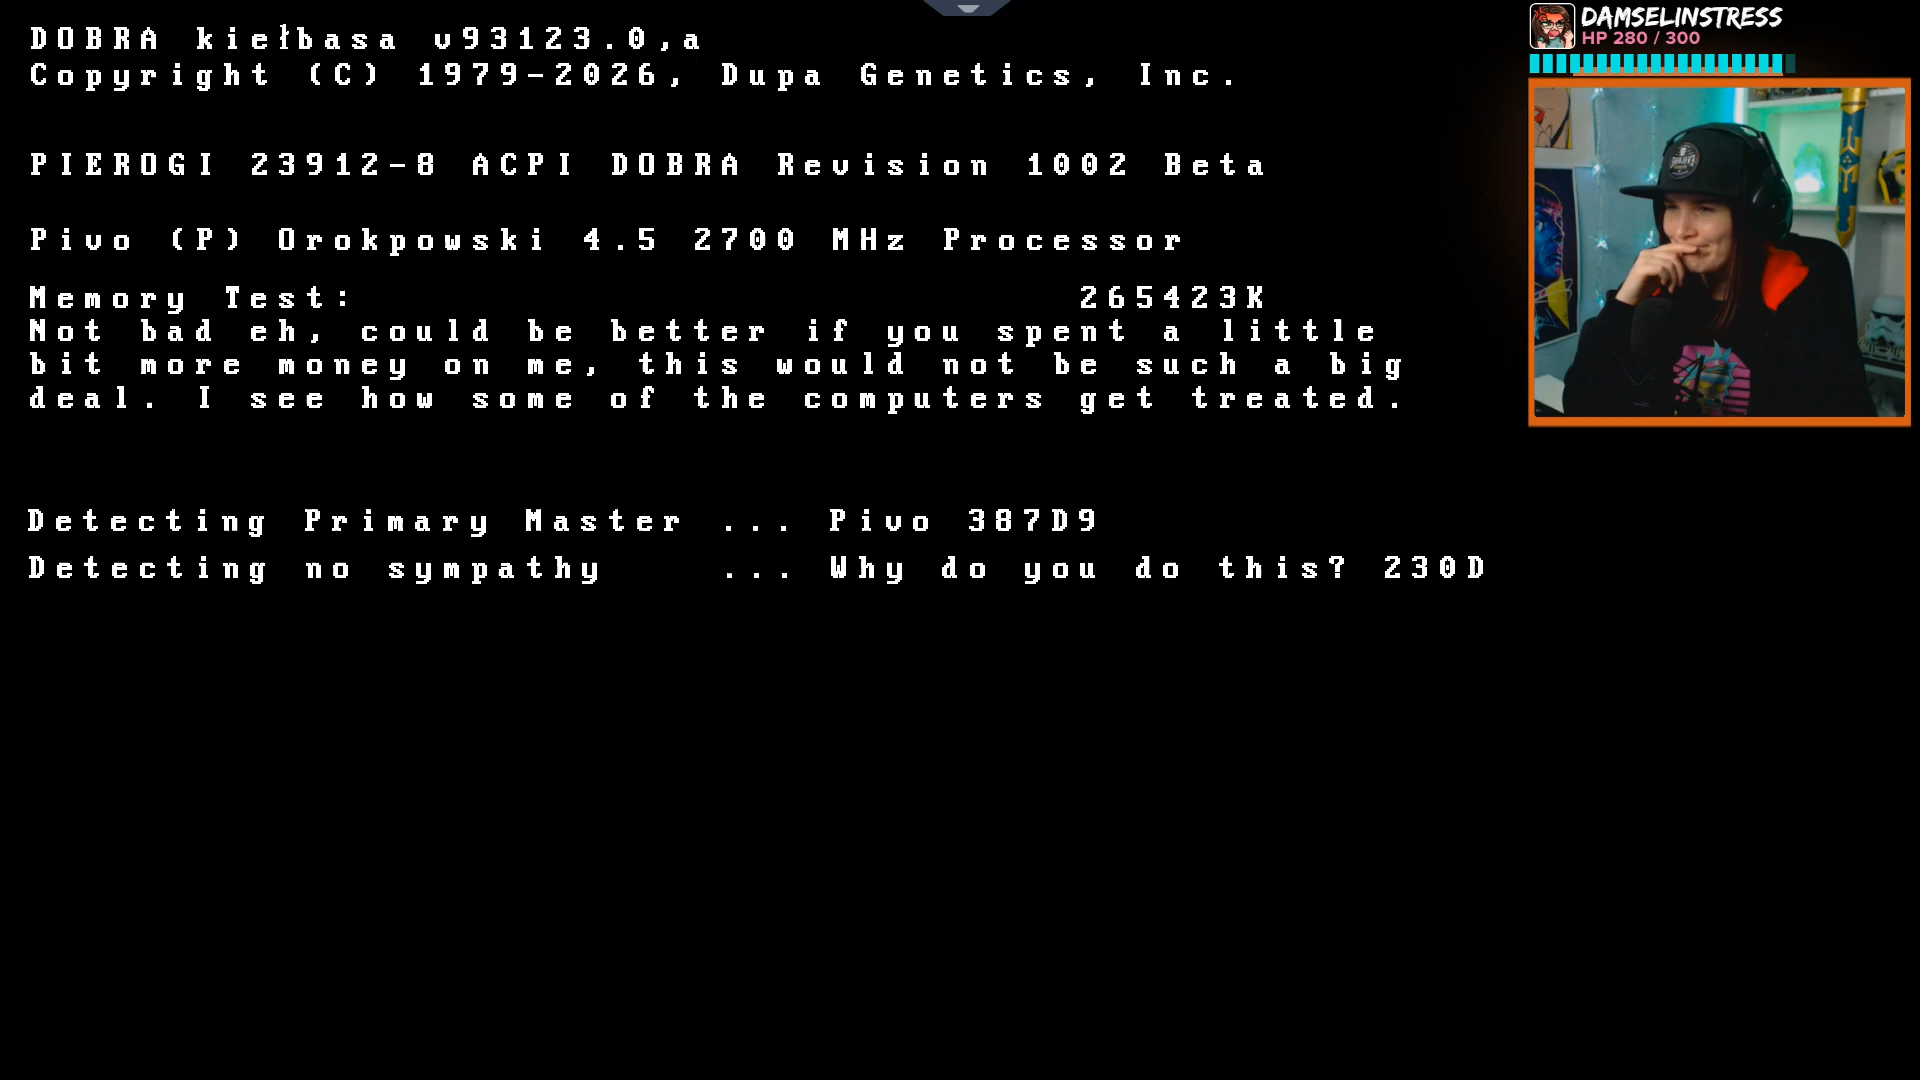 DOBRA kiełbasa v93123.0,a
Copyright (C) 1979-2026, Dupa Genetics, Inc.
PIEROGI 23912-8 ACPI DOBRA Revision 1002 Beta
Pivo (P) Orokpowski 4.5 2700 MHz Processor
Memory Test: 265423K
Not bad eh, could be better if you spent a little
bit more money on me, this would not be such a big
deal. I see how some of the computers get treated.
Detecting Primary Master ... Pivo 387D9
Detecting no sympathy ... Why do you do this? 230D
DAMSELINSTRESS
HP 280 / 300